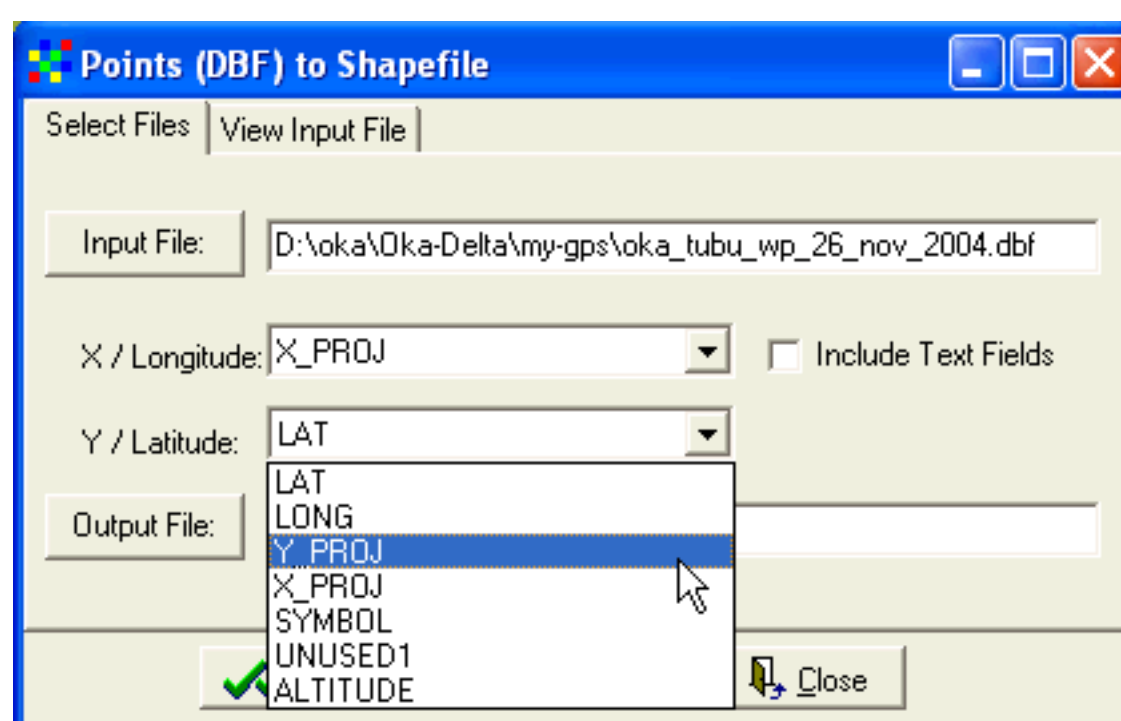 Points (DBF) to Shapefile
Select Files View Input File
Input File: D:\oka\Oka-Delta\my-gps\oka_tubu_wp_26_nov_2004.dbf
X / Longitude: X_PROJ Include Text Fields
Y / Latitude: LAT
LAT
LONG
Output File:
Y_PROJ
X_PROJ
SYMBOL
UNUSED1
ALTITUDE
Close